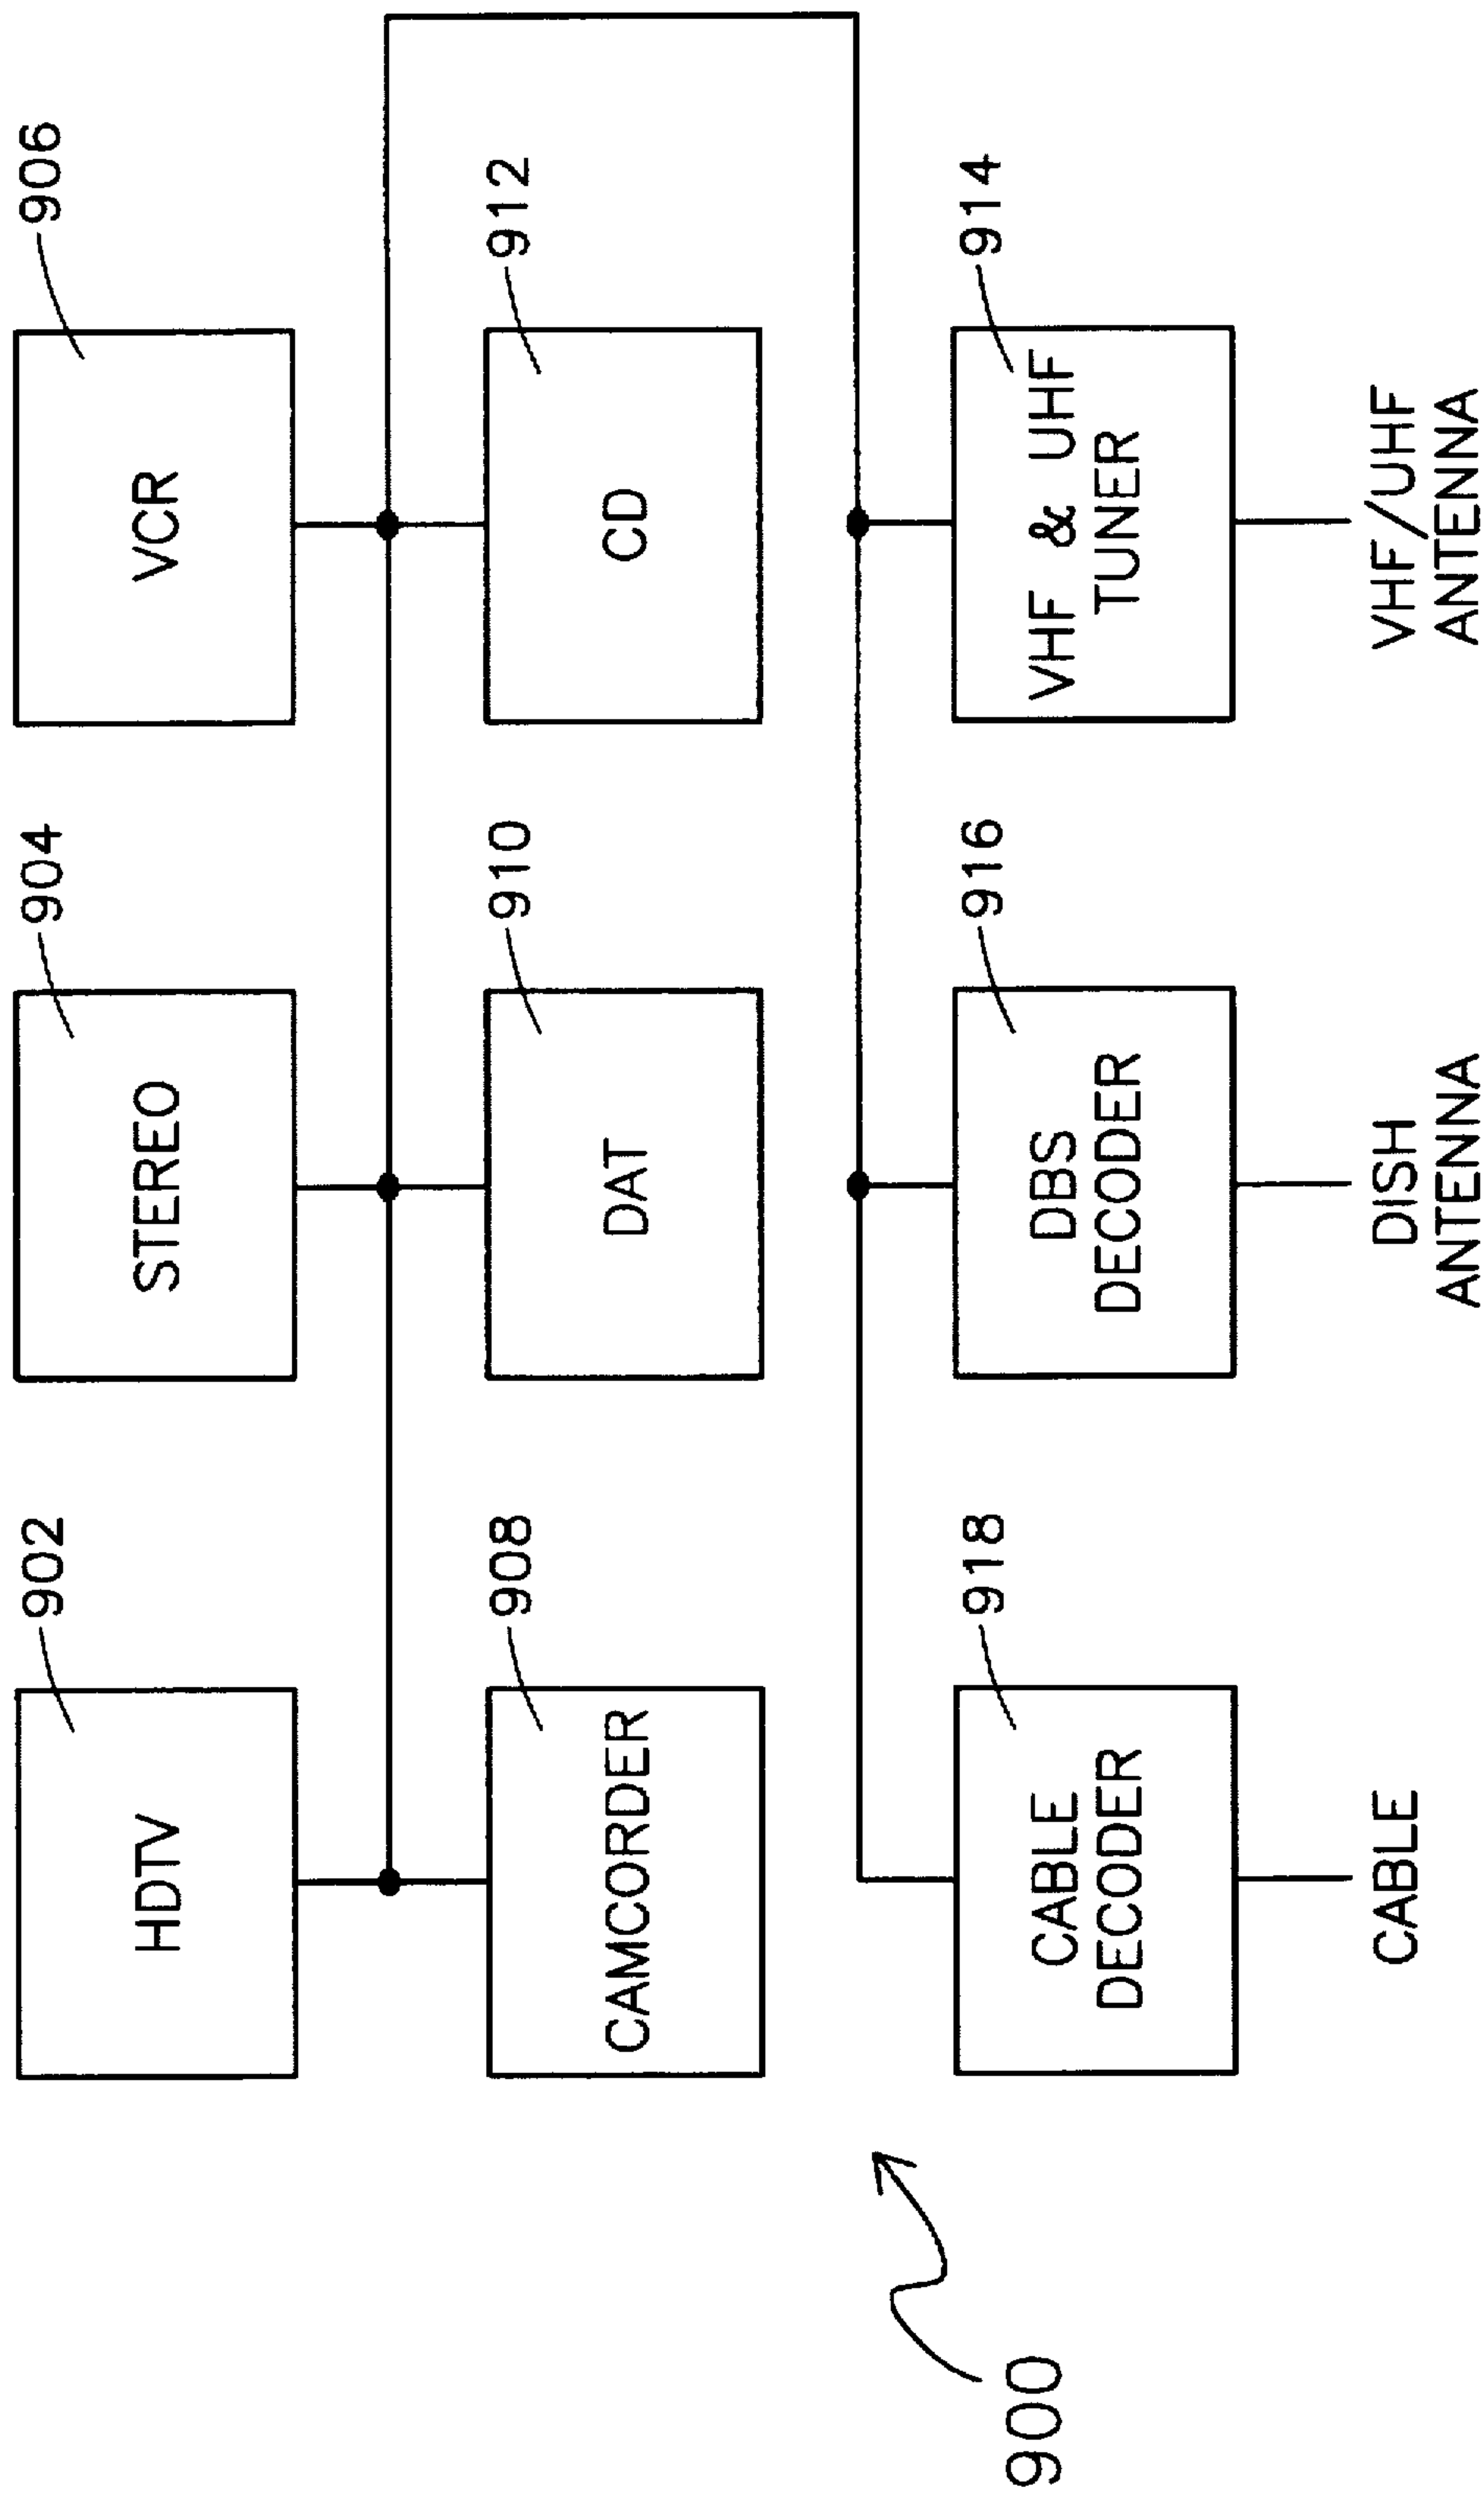 902
904
906
HDTV
STEREO
VCR
908
910
912
CAMCORDER
DAT
CD
918
916
914
CABLE
DECODER
DBS
DECODER
VHF & UHF
TUNER
CABLE
DISH
ANTENNA
VHF/UHF
ANTENNA
900